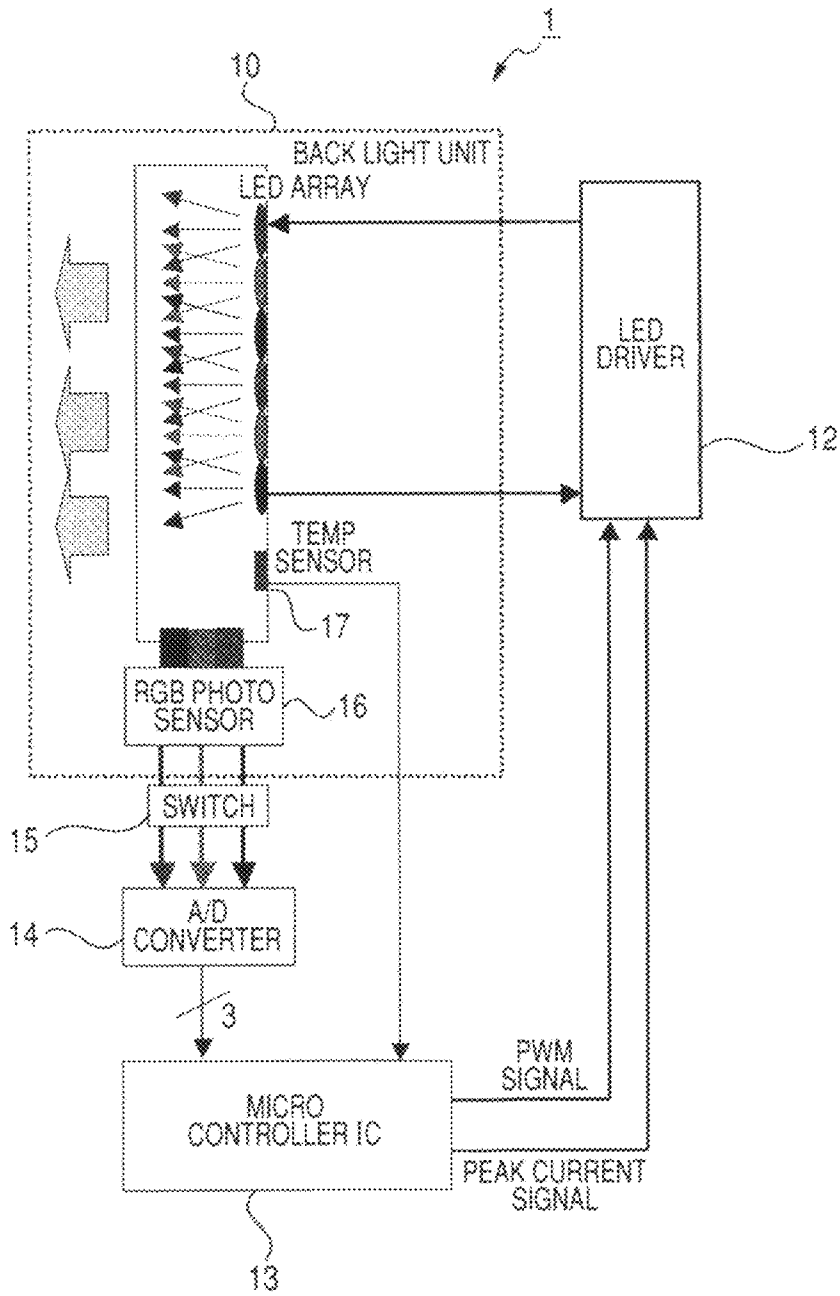 1
10
BACK LIGHT UNIT
LED ARRAY
LED
DRIVER
12
TEMP
SENSOR
17
RGB PHOTO
SENSOR
16
SWITCH
15
A/D
CONVERTER
14
3
PWM
SIGNAL
MICRO
CONTROLLER IC
PEAK CURRENT
SIGNAL
13